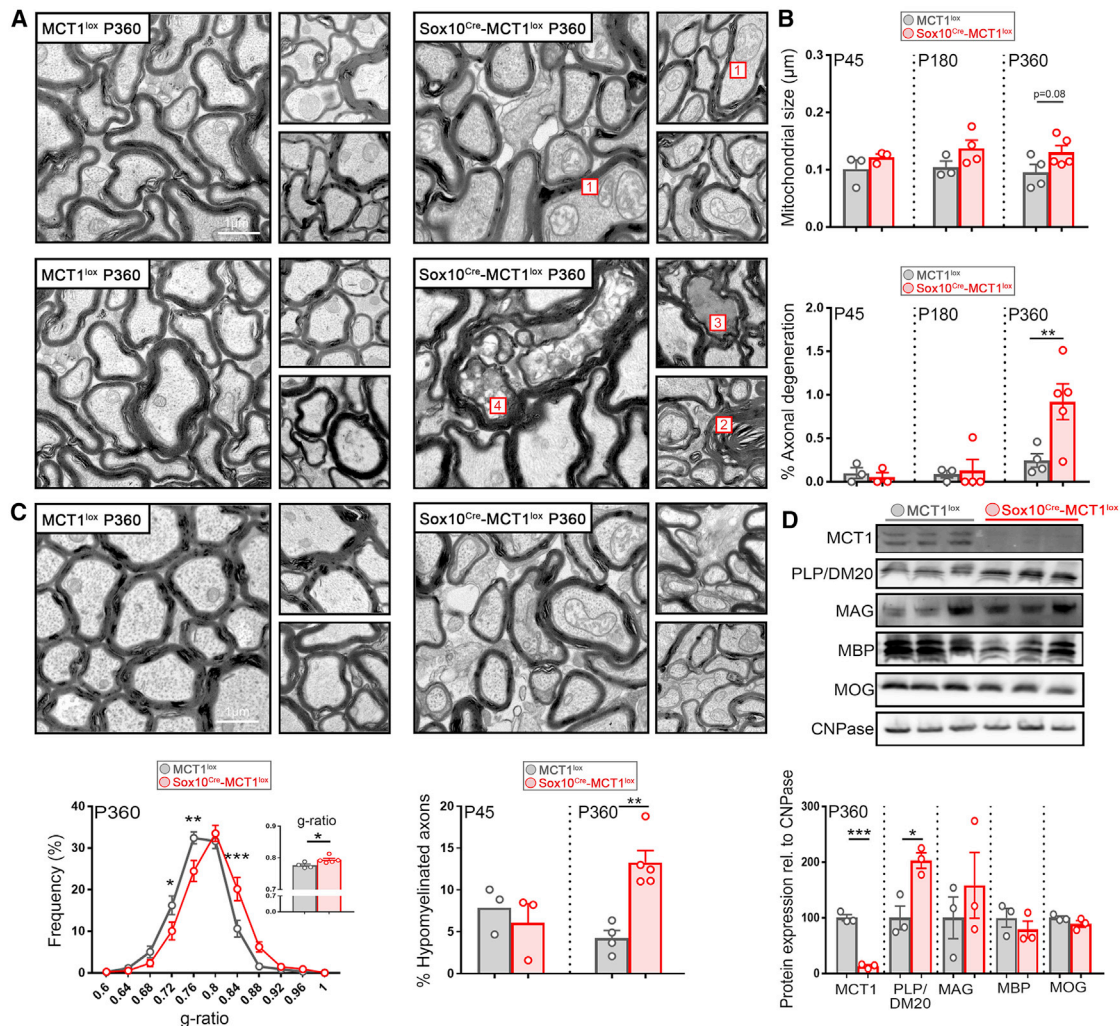 A
MCT1lox P360
1μm
Sox10Cre-MCT1lox P360
1
1
MCT1lox P360
Sox10Cre-MCT1lox P360
4
3
2
B
MCT1lox
Sox10Cre-MCT1lox
P45
P180
P360
p=0.08
Mitochondrial size (μm)
0.3
0.2
0.1
0.0
MCT1lox
Sox10Cre-MCT1lox
P45
P180
P360
**
% Axonal degeneration
2.0
1.5
1.0
0.5
0.0
C
MCT1lox P360
1μm
Sox10Cre-MCT1lox P360
MCT1lox
Sox10Cre-MCT1lox
P360
Frequency (%)
40
30
20
10
0
*
**
***
g-ratio
*
0.9
0.8
0.7
0.7
0.0
0.6
0.64
0.68
0.72
0.76
0.8
0.84
0.88
0.92
0.96
1
g-ratio
MCT1lox
Sox10Cre-MCT1lox
P45
P360
**
% Hypomyelinated axons
20
15
10
5
0
D
MCT1lox
Sox10Cre-MCT1lox
MCT1
PLP/DM20
MAG
MBP
MOG
CNPase
P360
***
*
Protein expression rel. to CNPase
400
300
200
100
0
MCT1
PLP/
DM20
MAG
MBP
MOG